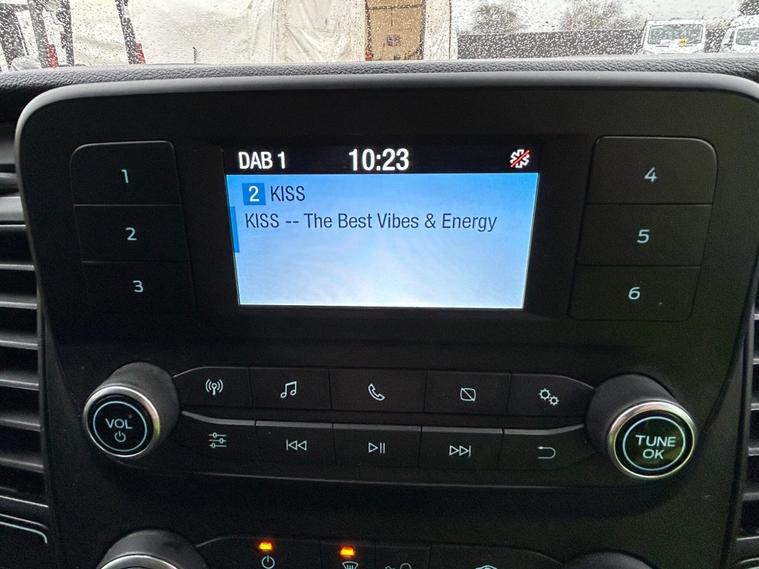 DAB 1 10:23
2 KISS
KISS -- The Best Vibes & Energy
1
2
3
4
5
6
VOL
TUNE
OK